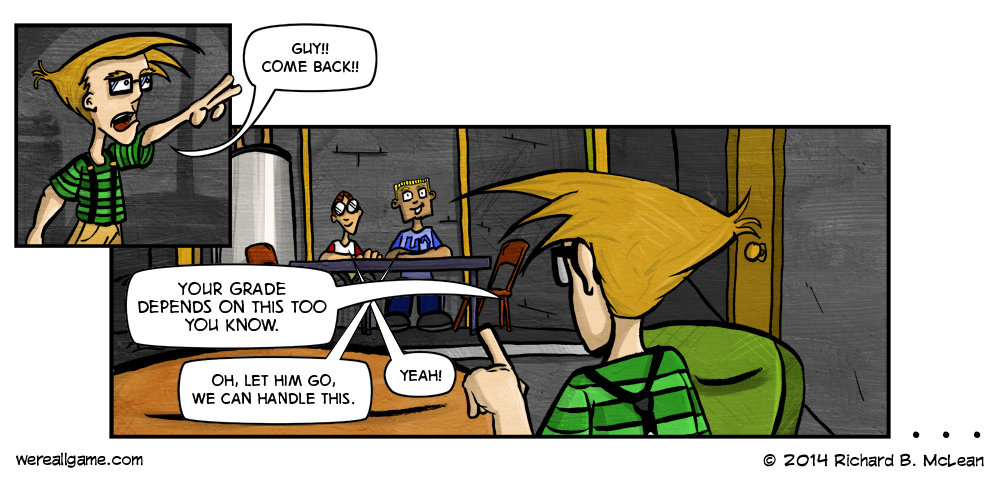 GUY!!
COME BACK!!
YOUR GRADE
DEPENDS ON THIS TOO
YOU KNOW.
OH, LET HIM GO,
WE CAN HANDLE THIS.
YEAH!
. . .
wereallgame.com
© 2014 Richard B. McLean